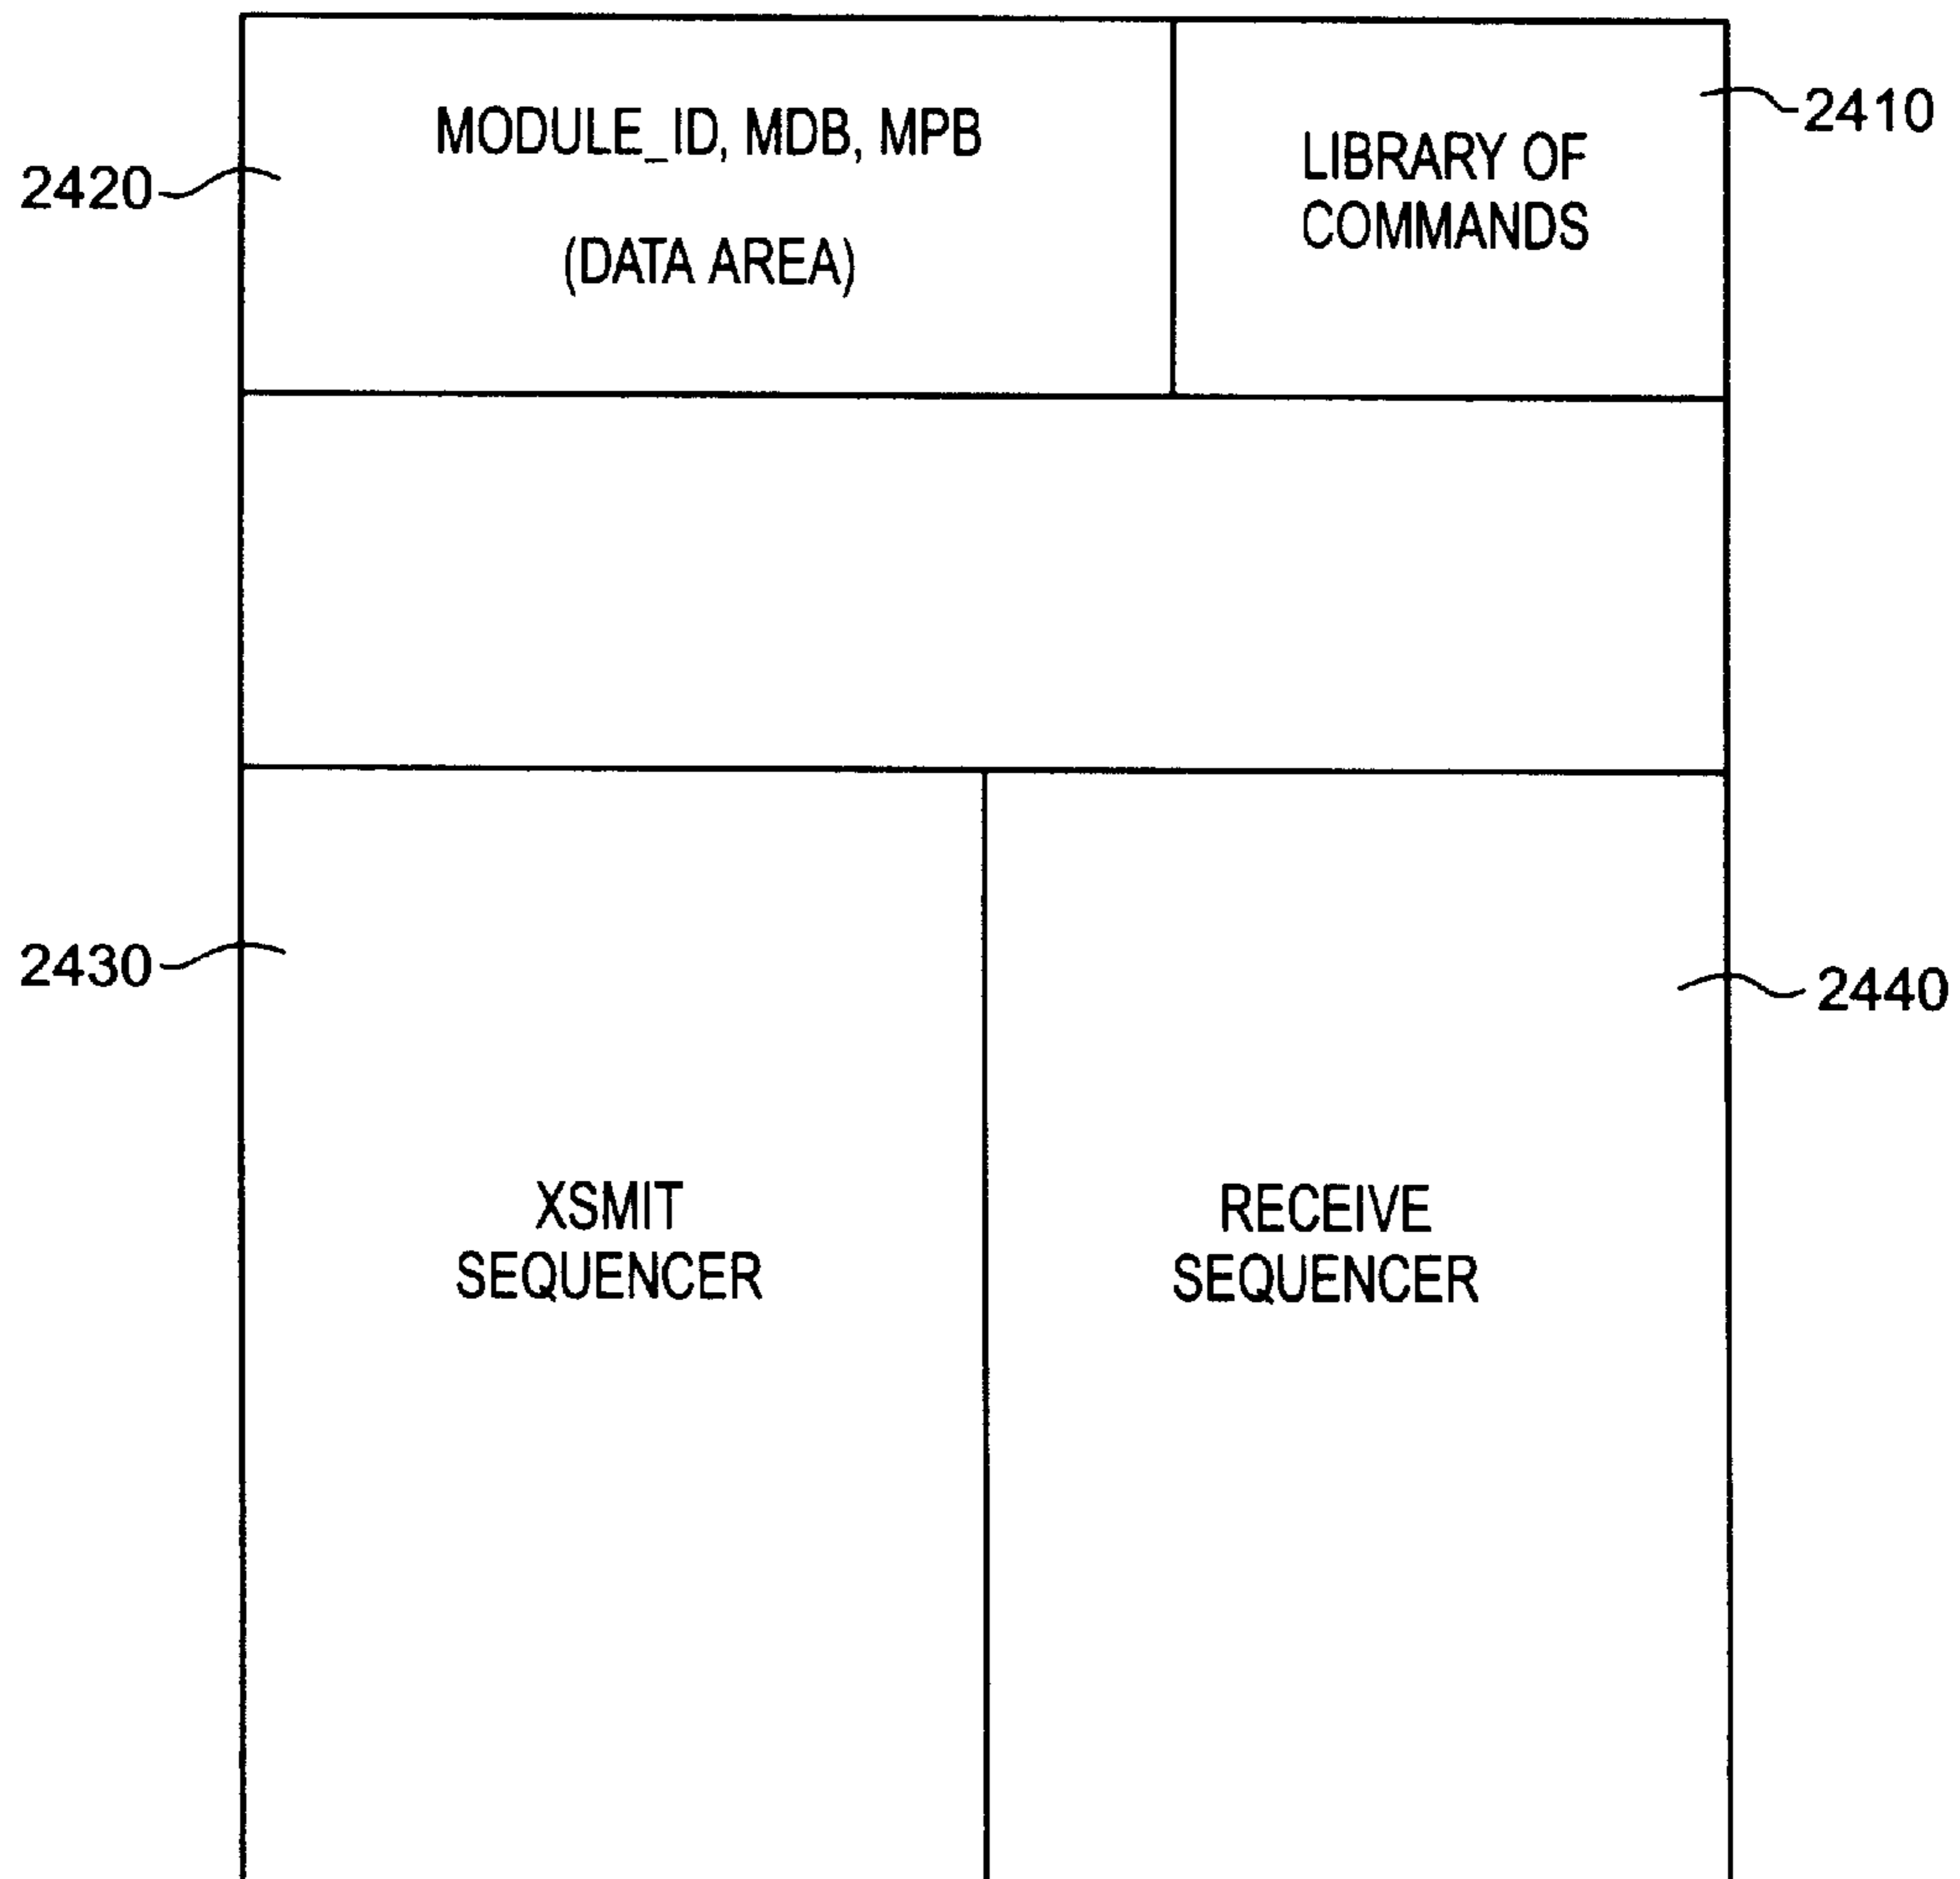 MODULE_ID, MDB, MPB
(DATA AREA)
LIBRARY OF
COMMANDS
2410
2420
2430
2440
XSMIT
SEQUENCER
RECEIVE
SEQUENCER